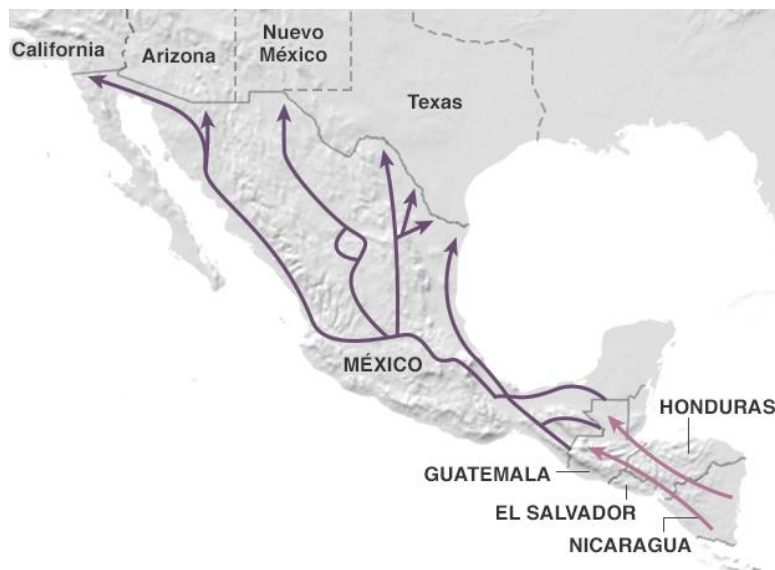 California
Arizona
Nuevo
México
Texas
MÉXICO
HONDURAS
GUATEMALA
EL SALVADOR
NICARAGUA